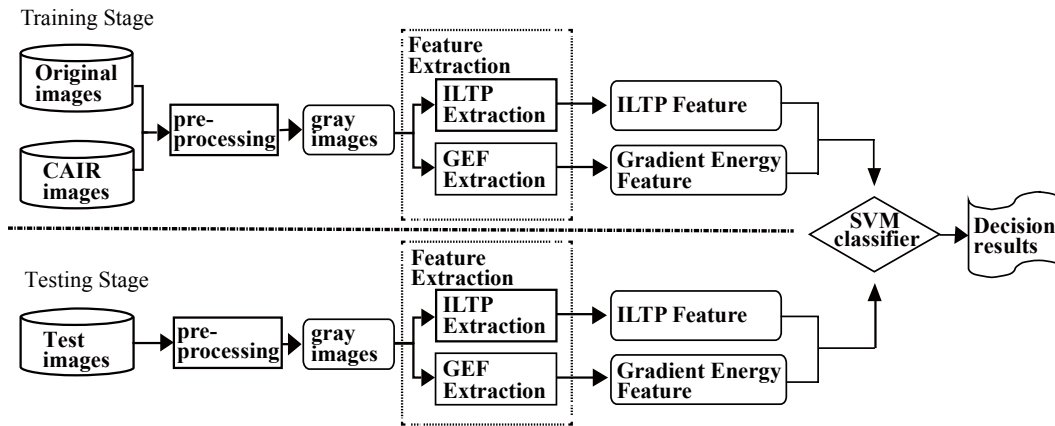 Training Stage
Original
images
CAIR
images
pre-
processing
gray
images
Feature
Extraction
ILTP
Extraction
GEF
Extraction
ILTP Feature
Gradient Energy
Feature
SVM
classifier
Decision
results
Testing Stage
Test
images
pre-
processing
gray
images
Feature
Extraction
ILTP
Extraction
GEF
Extraction
ILTP Feature
Gradient Energy
Feature